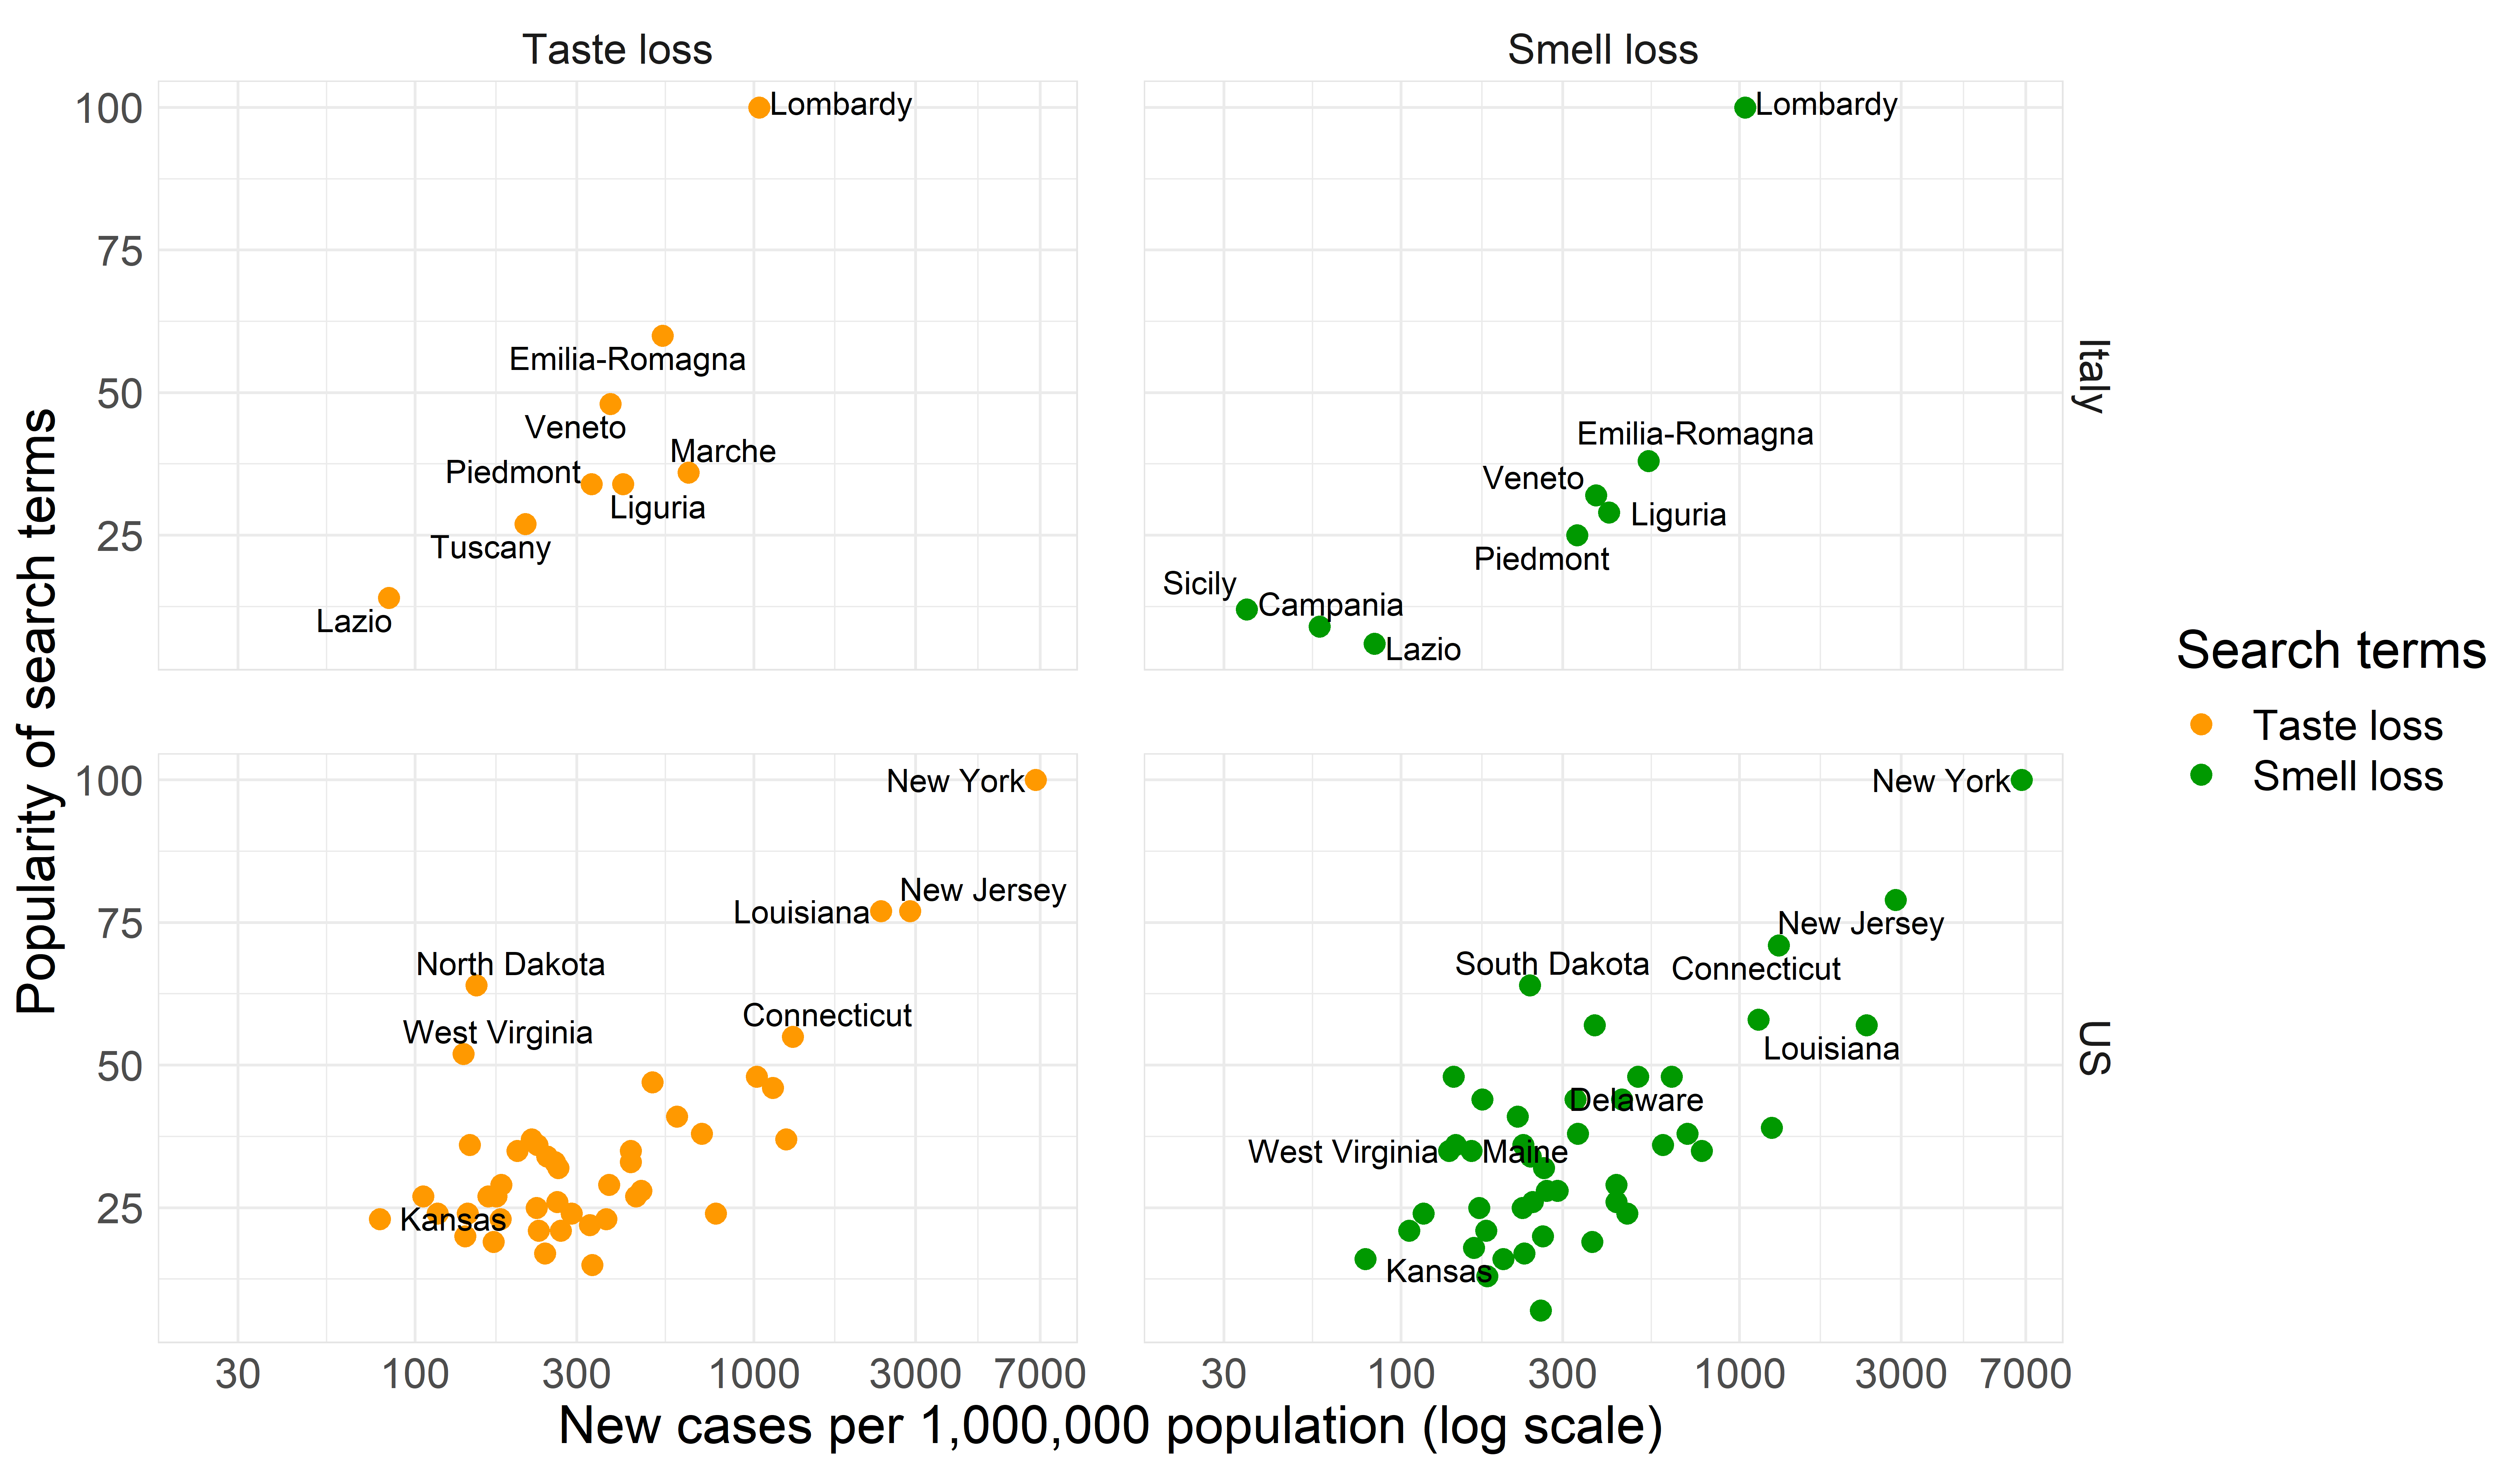 Taste loss
Smell loss
100
75
50
25
Lombardy
Emilia-Romagna
Veneto
Marche
Piedmont
Liguria
Tuscany
Lazio
Lombardy
Emilia-Romagna
Veneto
Liguria
Piedmont
Sicily
Campania
Lazio
Italy
Popularity of search terms
100
75
50
25
New York
New Jersey
Louisiana
North Dakota
Connecticut
West Virginia
Kansas
New York
New Jersey
South Dakota
Connecticut
Louisiana
Delaware
West Virginia
Maine
Kansas
US
30 100 300 1000 3000 7000
30 100 300 1000 3000 7000
New cases per 1,000,000 population (log scale)
Search terms
Taste loss
Smell loss